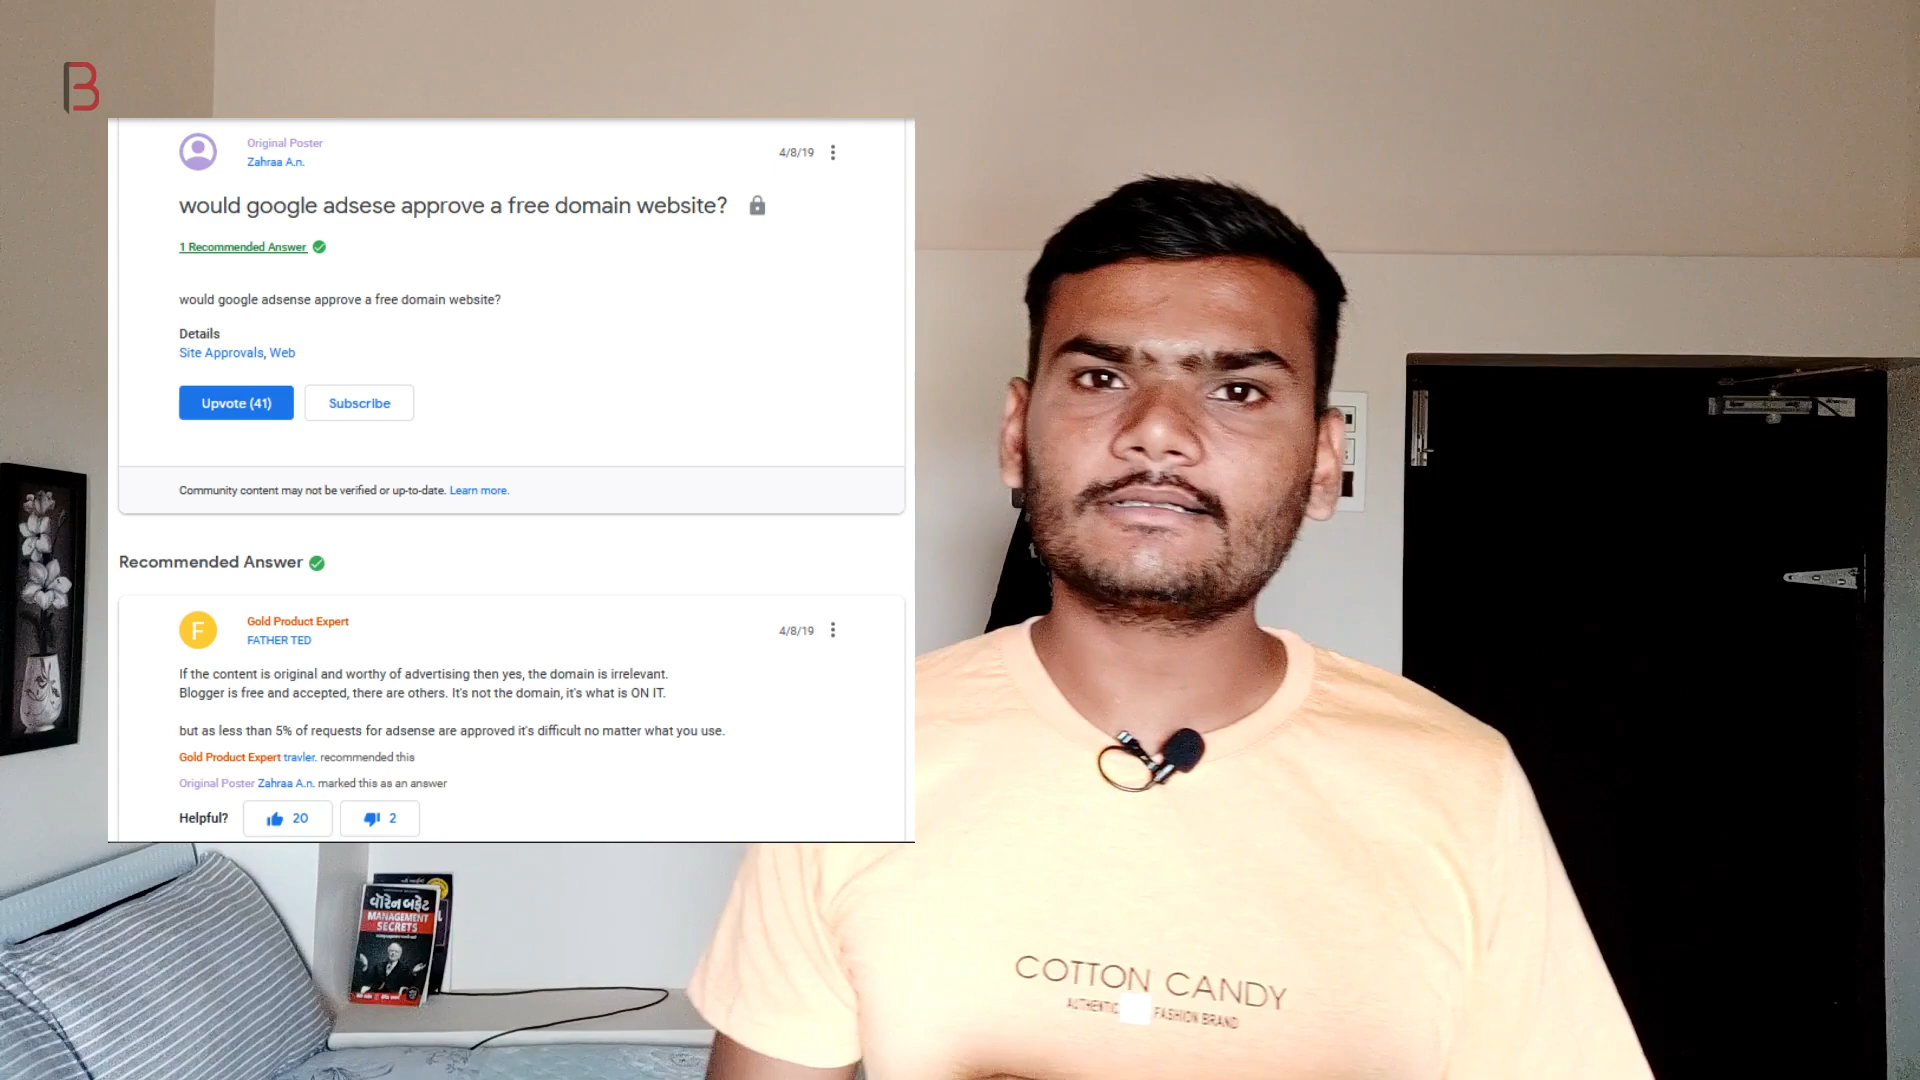 B
Original Poster
Zahraa A.n.
4/8/19
would google adsese approve a free domain website?
1 Recommended Answer
would google adsense approve a free domain website?
Details
Site Approvals, Web
Upvote (41)
Subscribe
Community content may not be verified or up-to-date. Learn more.
Recommended Answer
F
Gold Product Expert
FATHER TED
4/8/19
If the content is original and worthy of advertising then yes, the domain is irrelevant.
Blogger is free and accepted, there are others. It's not the domain, it's what is ON IT.
but as less than 5% of requests for adsense are approved it's difficult no matter what you use.
Gold Product Expert travler. recommended this
Original Poster Zahraa A.n. marked this as an answer
Helpful?
20
2
વૉરેન બફેટ
MANAGEMENT
SECRETS
COTTON CANDY
AUTHENTIC FASHION BRAND